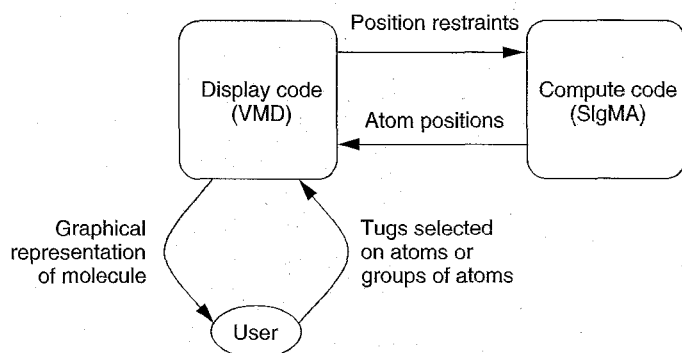 Position restraints
Display code
(VMD)
Compute code
(SIgMA)
Atom positions
Graphical
representation
of molecule
Tugs selected
on atoms or
groups of atoms
User